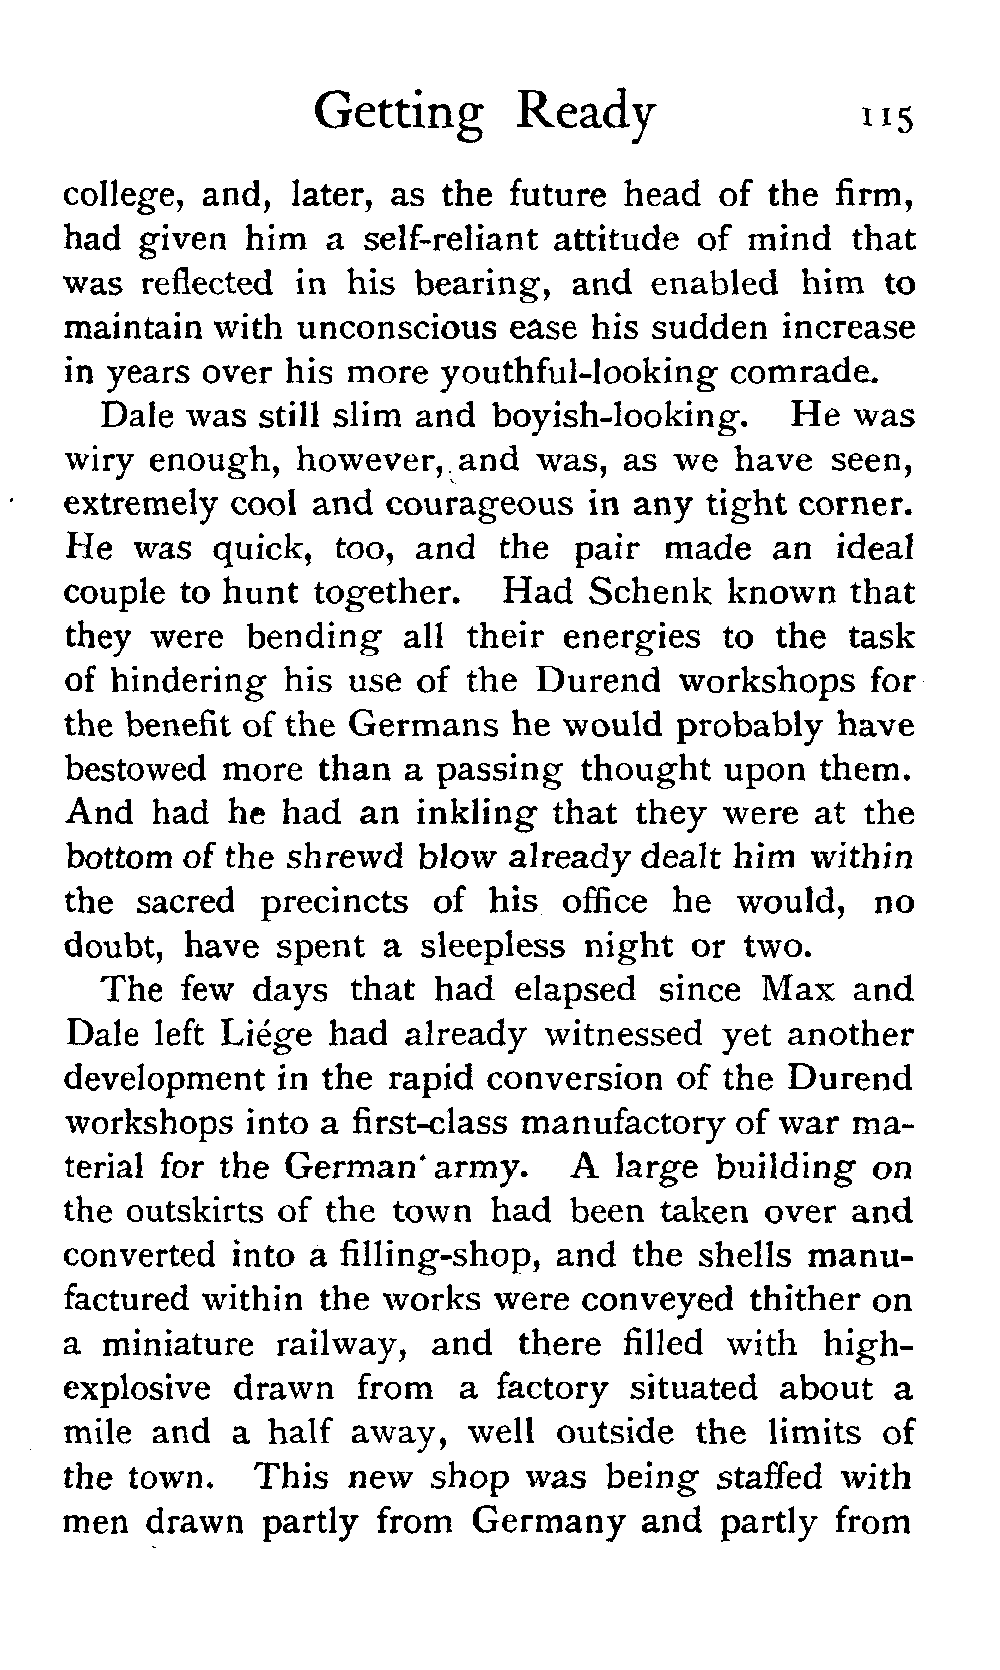 Getting Ready 115
college, and, later, as the future head of the firm,
had given him a self-reliant attitude of mind that
was reflected in his bearing, and enabled him to
maintain with unconscious ease his sudden increase
in years over his more youthful-looking comrade.
Dale was still slim and boyish-looking. He was
wiry enough, however, and was, as we have seen,
extremely cool and courageous in any tight corner.
He was quick, too, and the pair made an ideal
couple to hunt together. Had Schenk known that
they were bending all their energies to the task
of hindering his use of the Durend workshops for
the benefit of the Germans he would probably have
bestowed more than a passing thought upon them.
And had he had an inkling that they were at the
bottom of the shrewd blow already dealt him within
the sacred precincts of his office he would, no
doubt, have spent a sleepless night or two.
The few days that had elapsed since Max and
Dale left Liége had already witnessed yet another
development in the rapid conversion of the Durend
workshops into a first-class manufactory of war ma-
terial for the German army. A large building on
the outskirts of the town had been taken over and
converted into a filling-shop, and the shells manu-
factured within the works were conveyed thither on
a miniature railway, and there filled with high-
explosive drawn from a factory situated about a
mile and a half away, well outside the limits of
the town. This new shop was being staffed with
men drawn partly from Germany and partly from